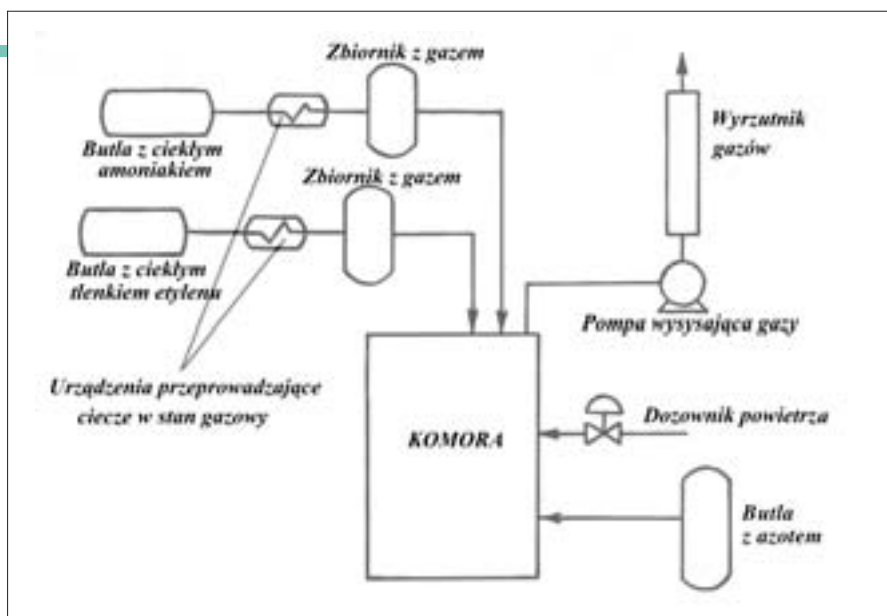 Zbiornik z gazem
Butla z ciekłym
amoniakiem
Zbiornik z gazem
Butla z ciekłym
tlenkiem etylenu
Wyrzutnik
gazów
Pompa wysysająca gazy
Urządzenia przeprowadzające
ciecze w stan gazowy
KOMORA
Dozownik powietrza
Butla
z azotem